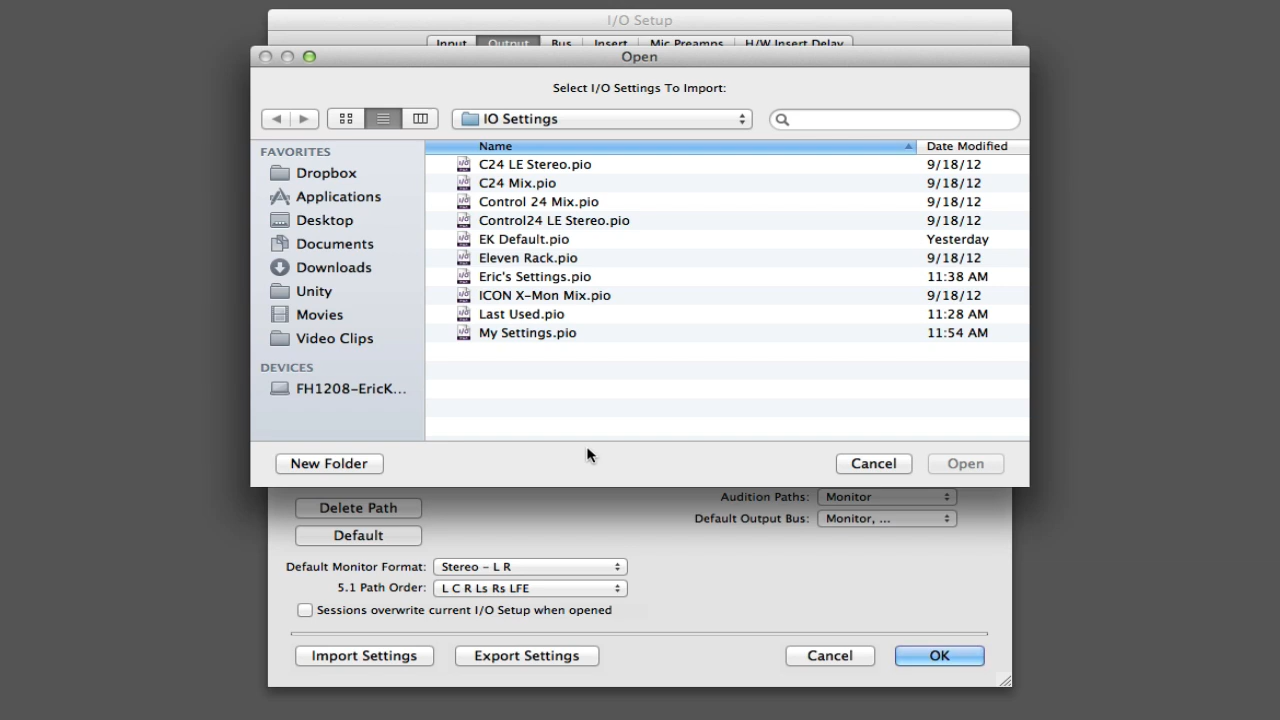 I/O Setup
Input Output Bus Insert Mic Preamps H/W Insert Delay
Open
Select I/O Settings To Import:
IO Settings
FAVORITES
Dropbox
Applications
Desktop
Documents
Downloads
Unity
Movies
Video Clips
DEVICES
FH1208-EricK...
Name Date Modified
C24 LE Stereo.pio 9/18/12
C24 Mix.pio 9/18/12
Control 24 Mix.pio 9/18/12
Control24 LE Stereo.pio 9/18/12
EK Default.pio Yesterday
Eleven Rack.pio 9/18/12
Eric's Settings.pio 11:38 AM
ICON X-Mon Mix.pio 9/18/12
Last Used.pio 11:28 AM
My Settings.pio 11:54 AM
New Folder Cancel Open
Delete Path Audition Paths: Monitor
Default Default Output Bus: Monitor, ...
Default Monitor Format: Stereo - L R
5.1 Path Order: L C R Ls Rs LFE
Sessions overwrite current I/O Setup when opened
Import Settings Export Settings Cancel OK